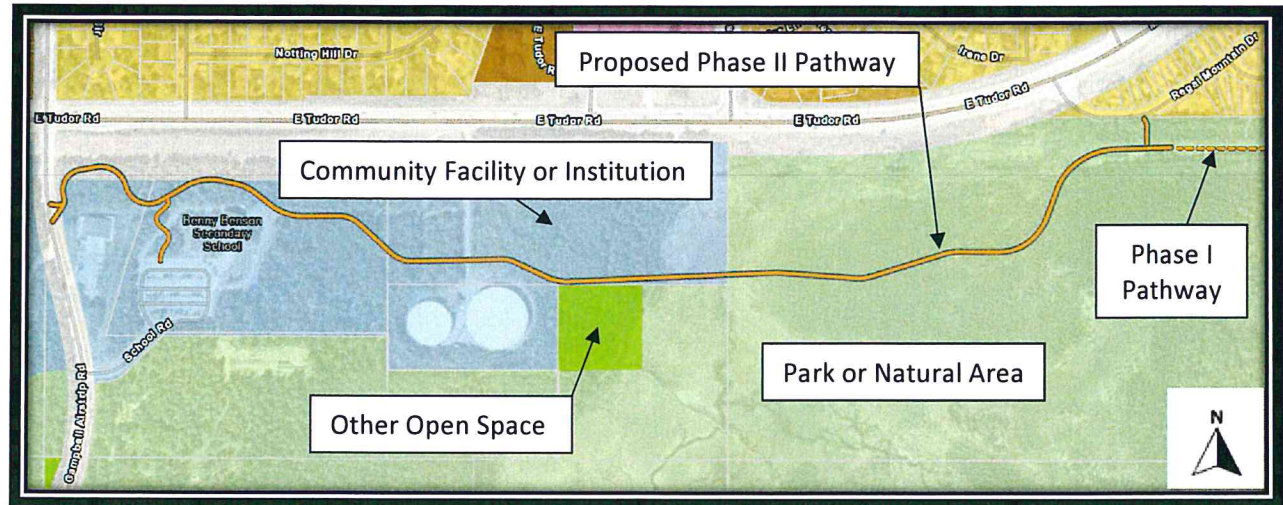 Notting Hill Dr
E Tudor
Proposed Phase II Pathway
Irene Dr
Regal Mountain Dr
E Tudor Rd
E Tudor Rd
E Tudor Rd
E Tudor Rd
E Tudor Rd
Community Facility or Institution
Benny Benson
Secondary
School
Phase I
Pathway
School Rd
Park or Natural Area
Other Open Space
Campbell Airstrip Rd
N